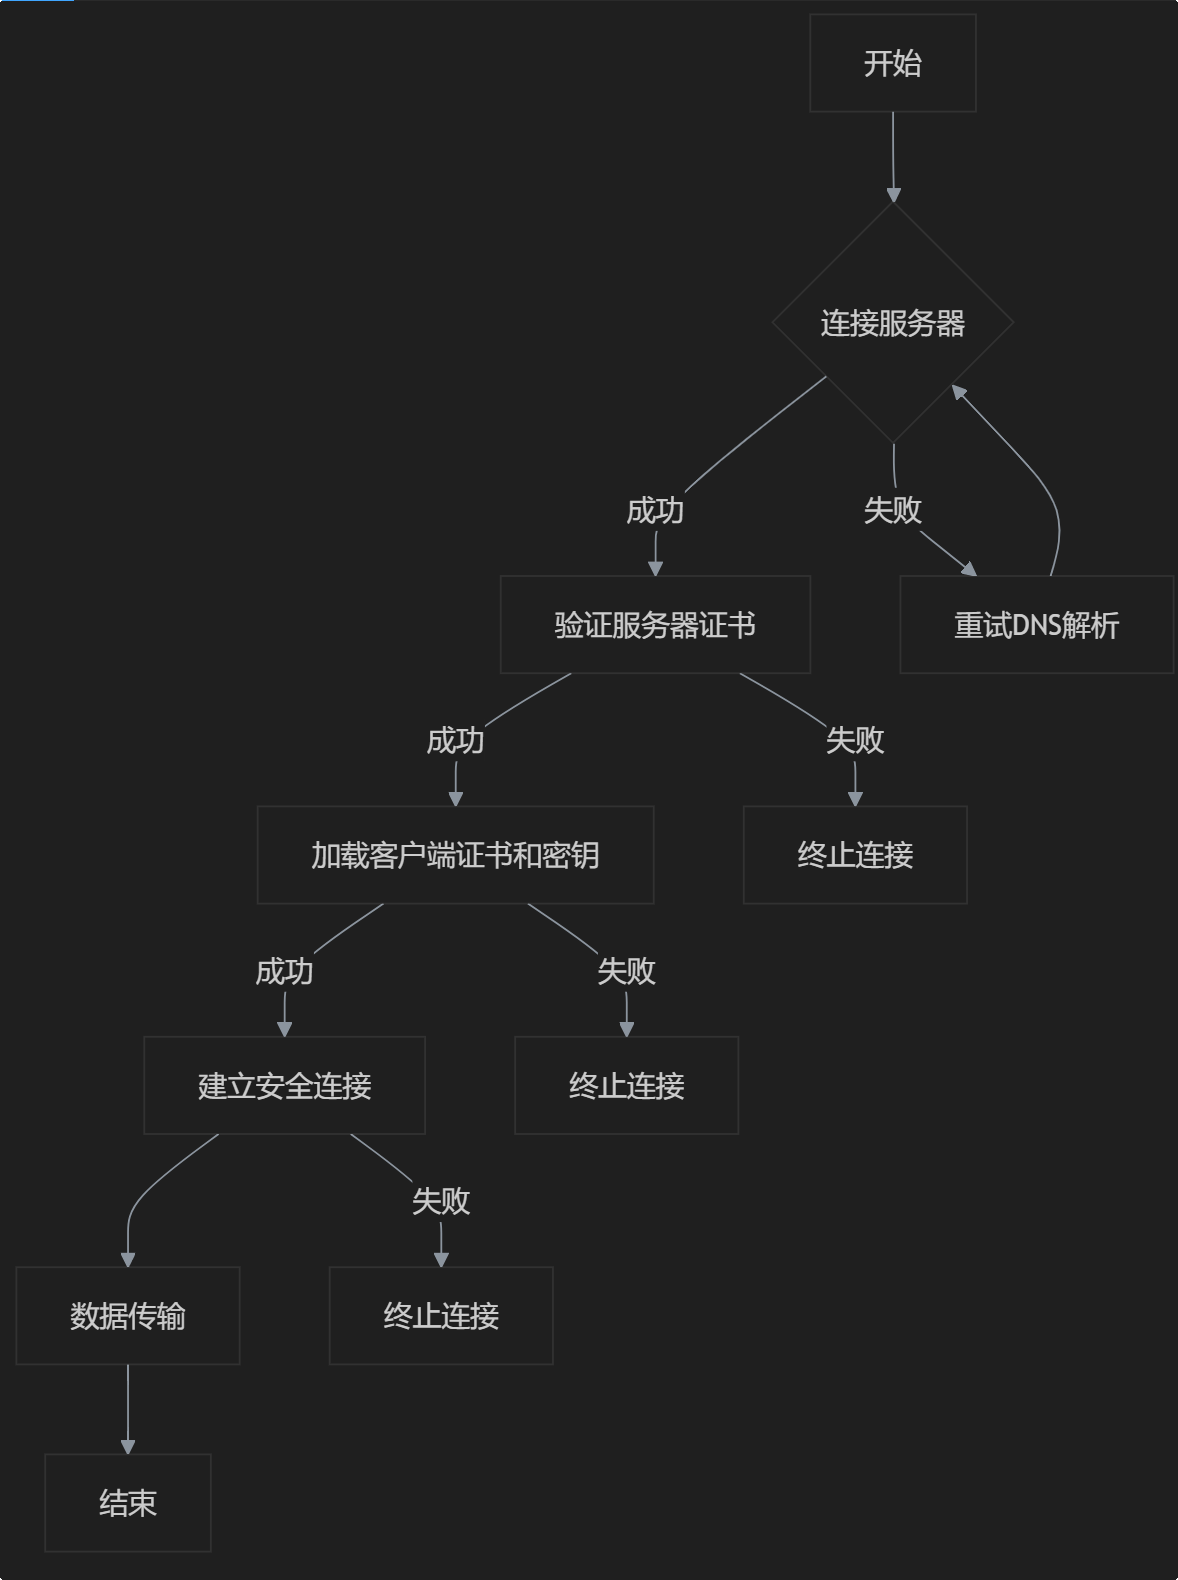 开始
连接服务器
成功
失败
验证服务器证书
重试DNS解析
成功
失败
加载客户端证书和密钥
终止连接
成功
失败
建立安全连接
终止连接
失败
数据传输
终止连接
结束